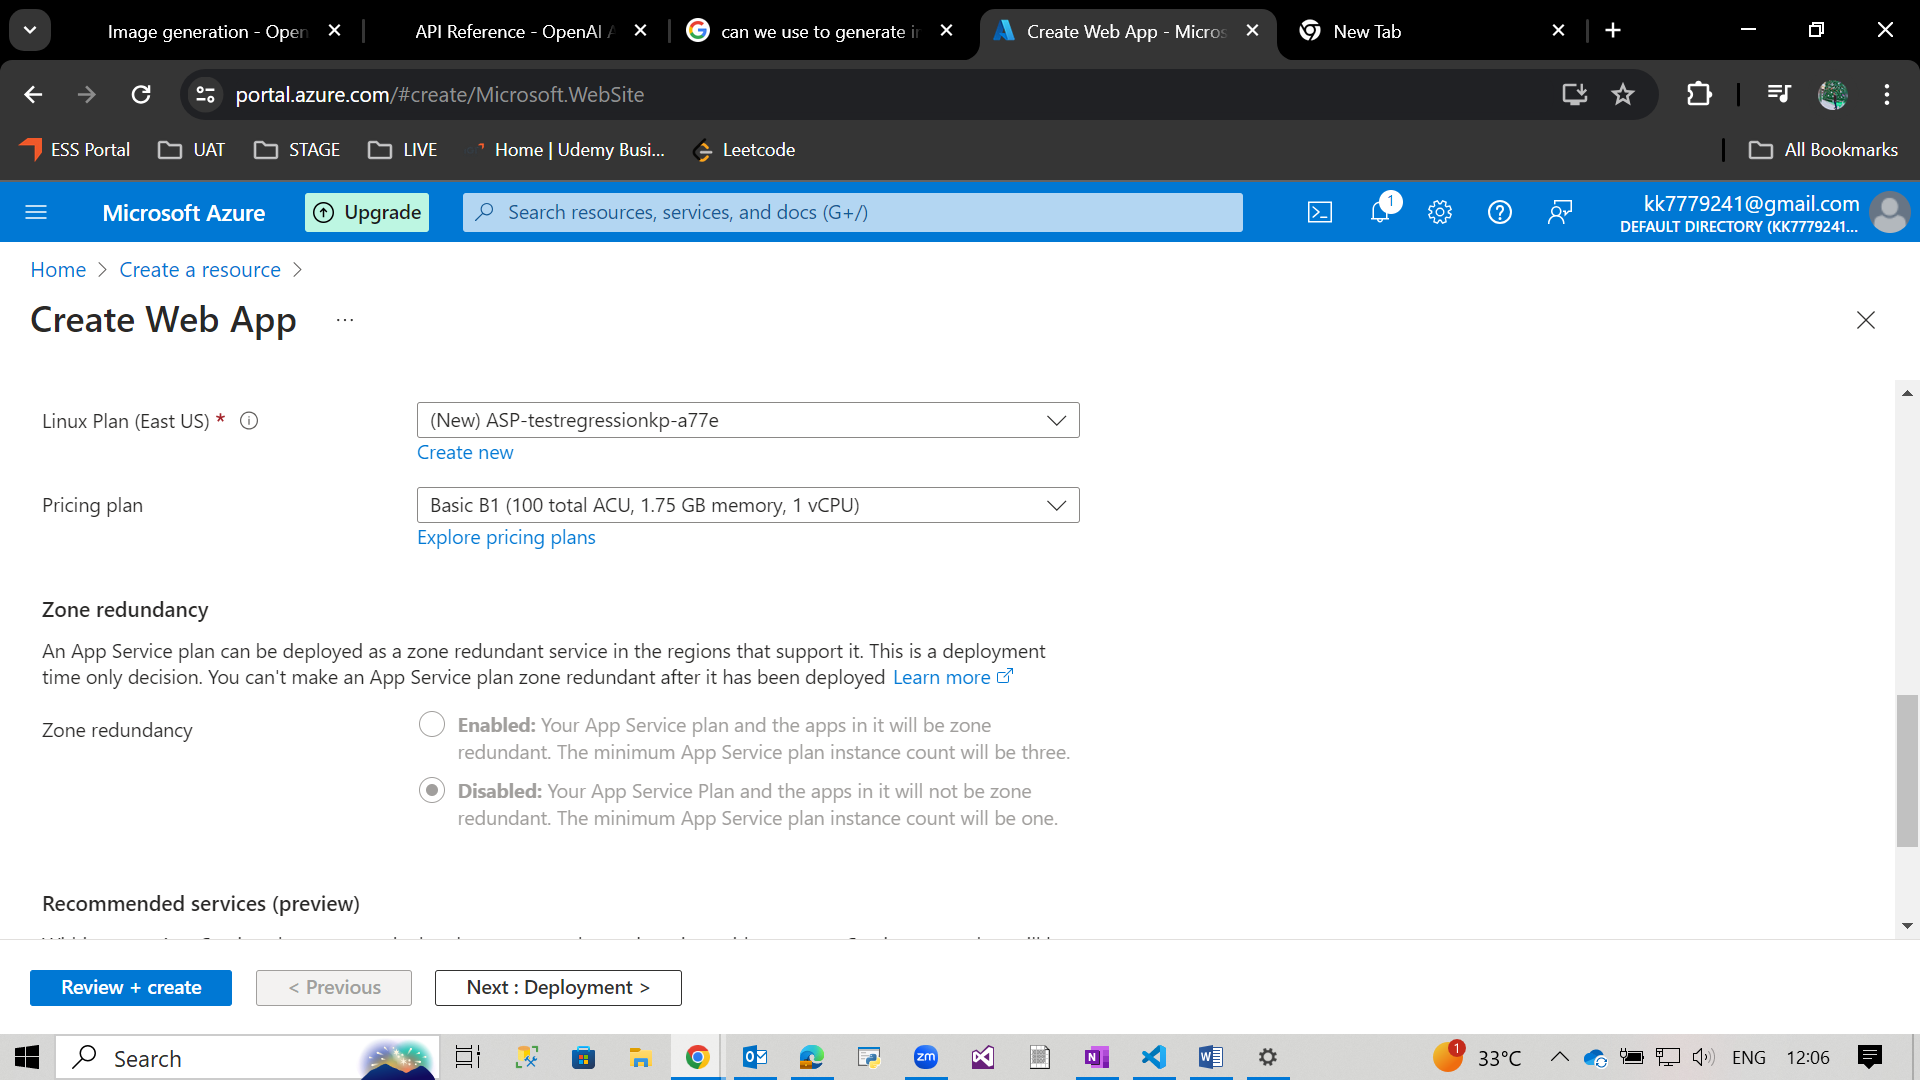 Image generation - Open
API Reference - OpenAI A
can we use to generate in
Create Web App - Micros
New Tab
portal.azure.com/#create/Microsoft.WebSite
ESS Portal
UAT
STAGE
LIVE
Home | Udemy Busi...
Leetcode
All Bookmarks
Microsoft Azure
Upgrade
Search resources, services, and docs (G+/)
1
kk7779241@gmail.com
DEFAULT DIRECTORY (KK7779241...
Home > Create a resource >
Create Web App ...
Linux Plan (East US) *
(New) ASP-testregressionkp-a77e
Create new
Pricing plan
Basic B1 (100 total ACU, 1.75 GB memory, 1 vCPU)
Explore pricing plans
Zone redundancy
An App Service plan can be deployed as a zone redundant service in the regions that support it. This is a deployment
time only decision. You can't make an App Service plan zone redundant after it has been deployed Learn more
Zone redundancy
Enabled: Your App Service plan and the apps in it will be zone
redundant. The minimum App Service plan instance count will be three.
Disabled: Your App Service Plan and the apps in it will not be zone
redundant. The minimum App Service plan instance count will be one.
Recommended services (preview)
Review + create
< Previous
Next : Deployment >
Search
zm
1
33°C
ENG
12:06